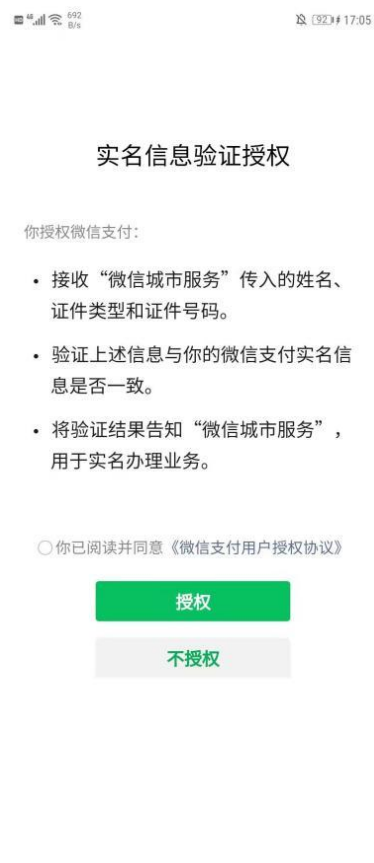 692
B/s
92
17:05
实名信息验证授权
你授权微信支付：
• 接收“微信城市服务”传入的姓名、
证件类型和证件号码。
• 验证上述信息与你的微信支付实名信
息是否一致。
• 将验证结果告知“微信城市服务”，
用于实名办理业务。
你已阅读并同意《微信支付用户授权协议》
授权
不授权